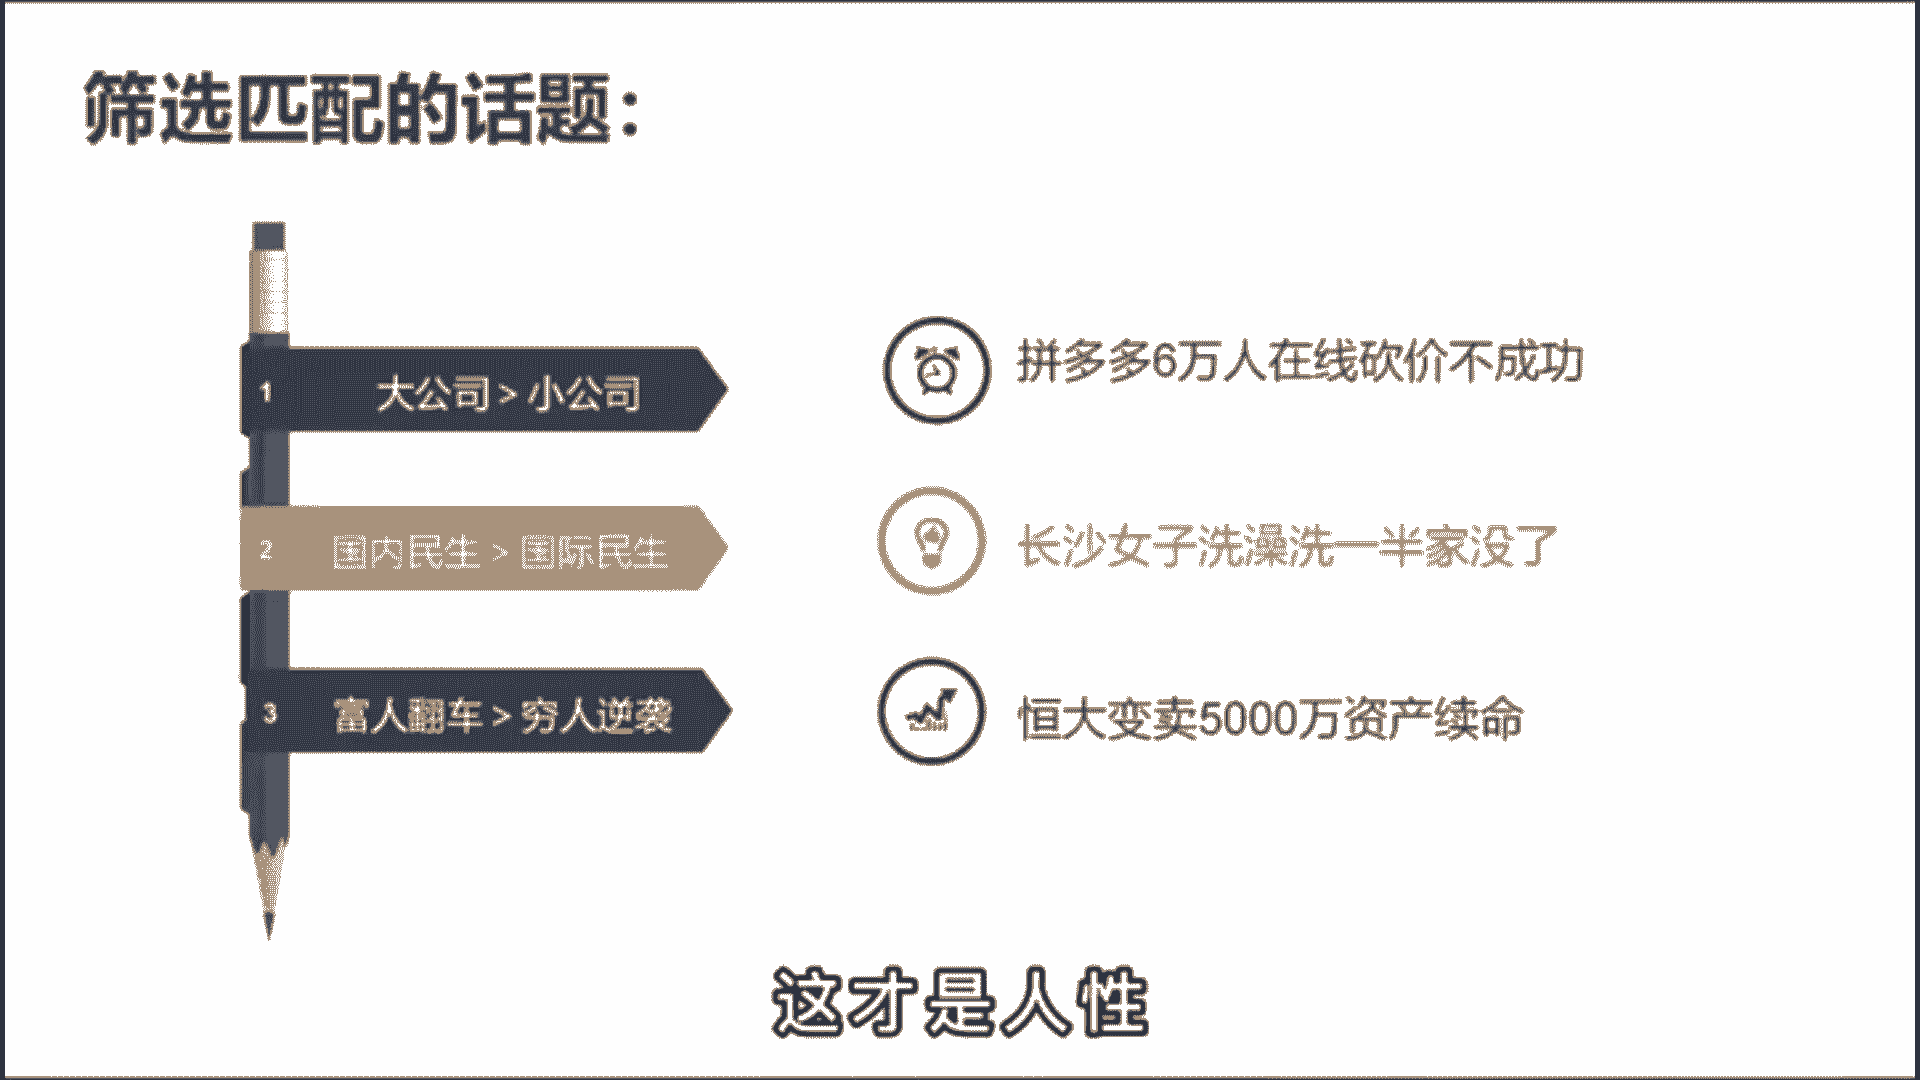 筛选匹配的话题：
1 大公司 > 小公司
拼多多6万人在线砍价不成功
2 国内民生 > 国际民生
长沙女子洗澡洗一半家没了
3 富人翻车 > 穷人逆袭
恒大变卖5000万资产续命
这才是人性